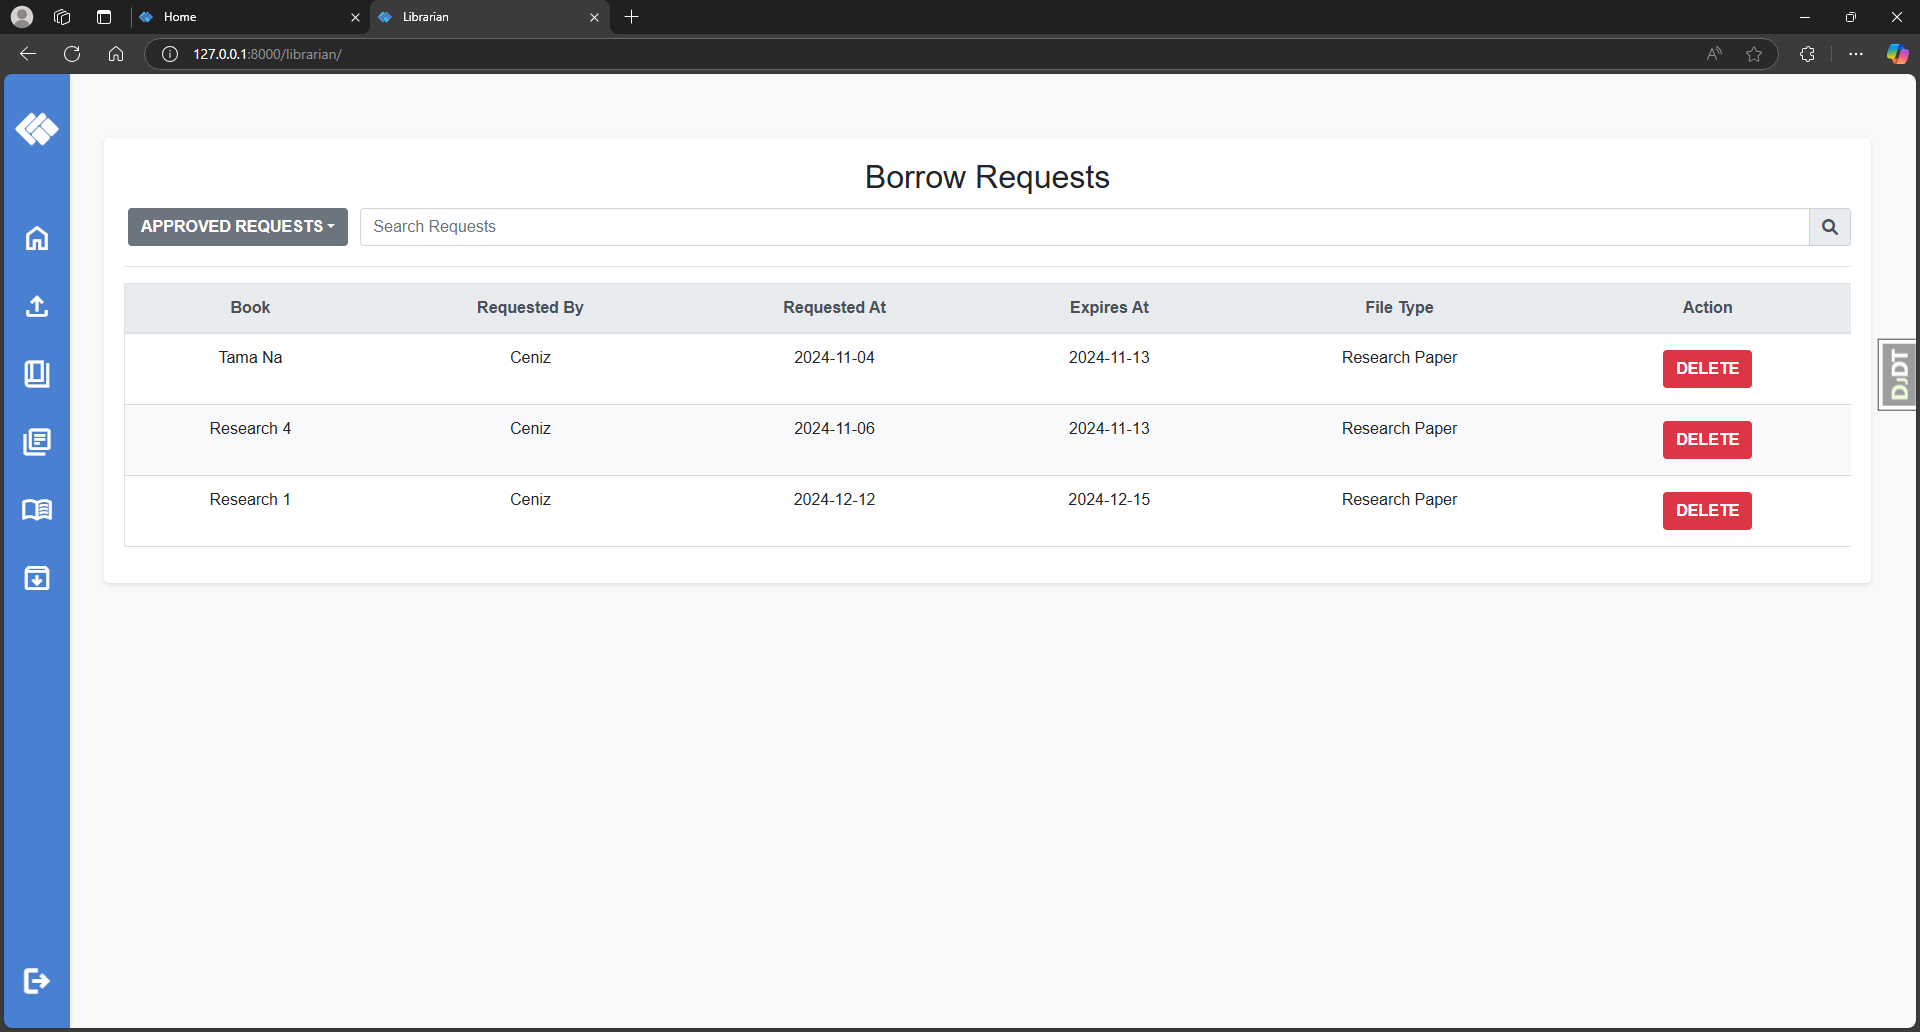 Home
Librarian
127.0.0.1:8000/librarian/
Borrow Requests
APPROVED REQUESTS
Search Requests
Book Requested By Requested At Expires At File Type Action
Tama Na Ceniz 2024-11-04 2024-11-13 Research Paper DELETE
Research 4 Ceniz 2024-11-06 2024-11-13 Research Paper DELETE
Research 1 Ceniz 2024-12-12 2024-12-15 Research Paper DELETE
DJDT